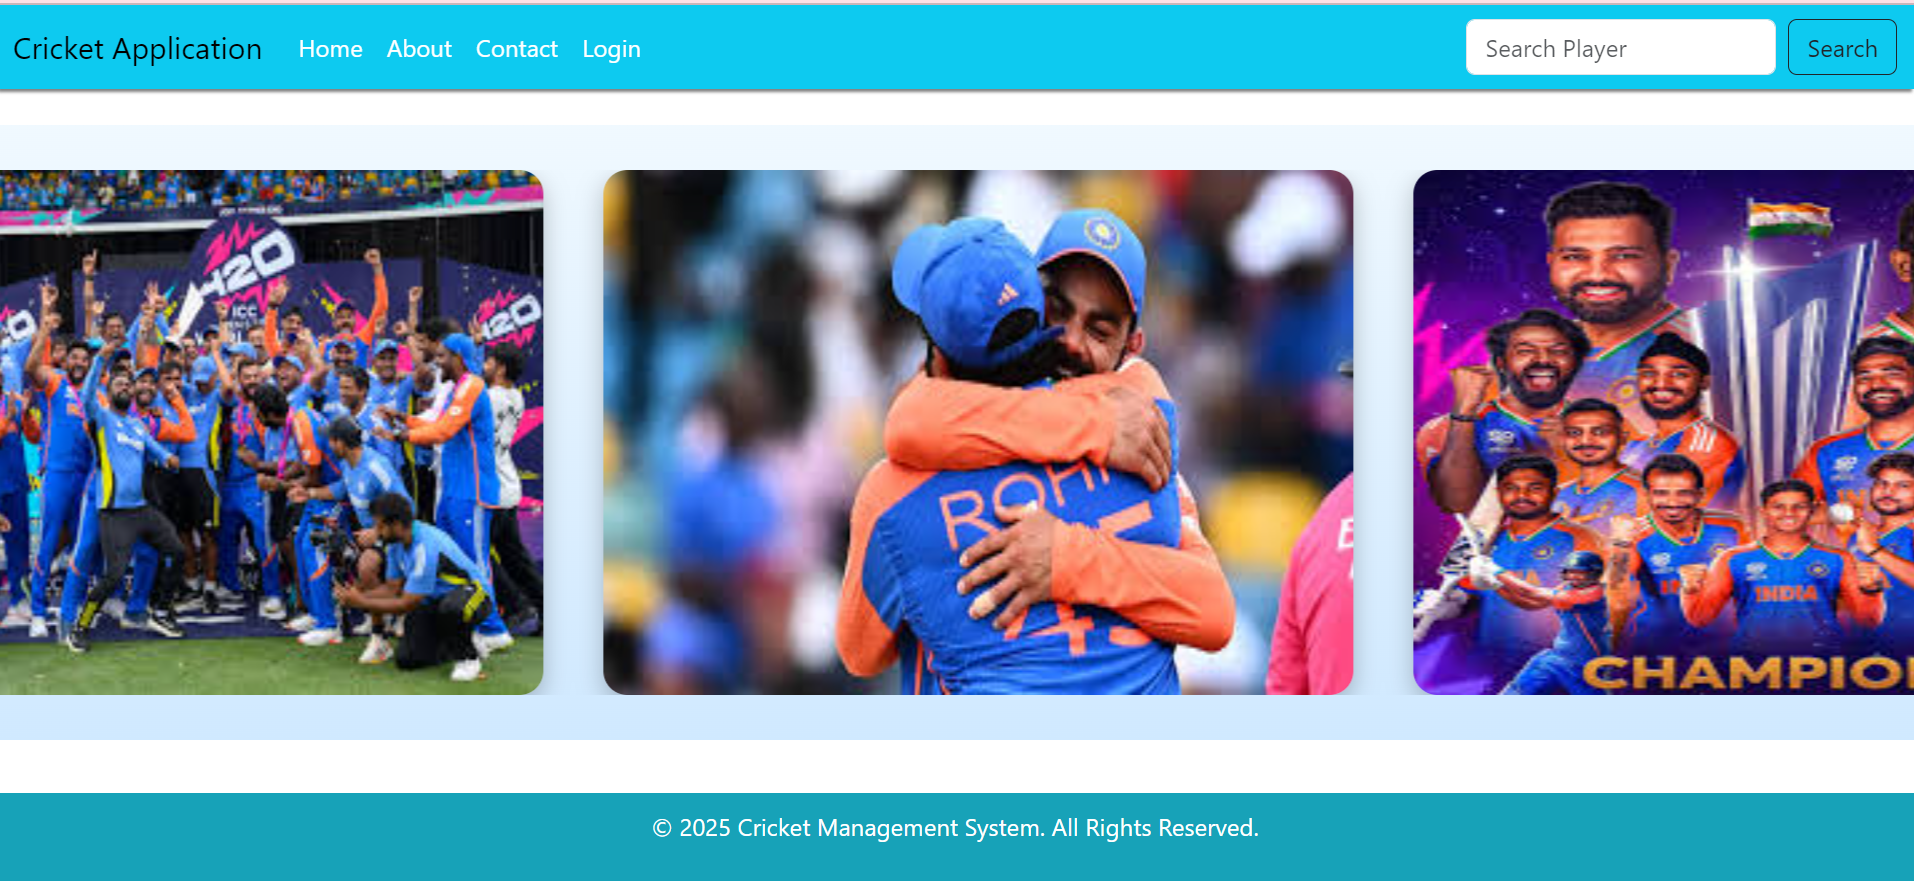 Cricket Application Home About Contact Login Search Player Search
ICC
ROHI
45
INDIA
CHAMPIO
© 2025 Cricket Management System. All Rights Reserved.